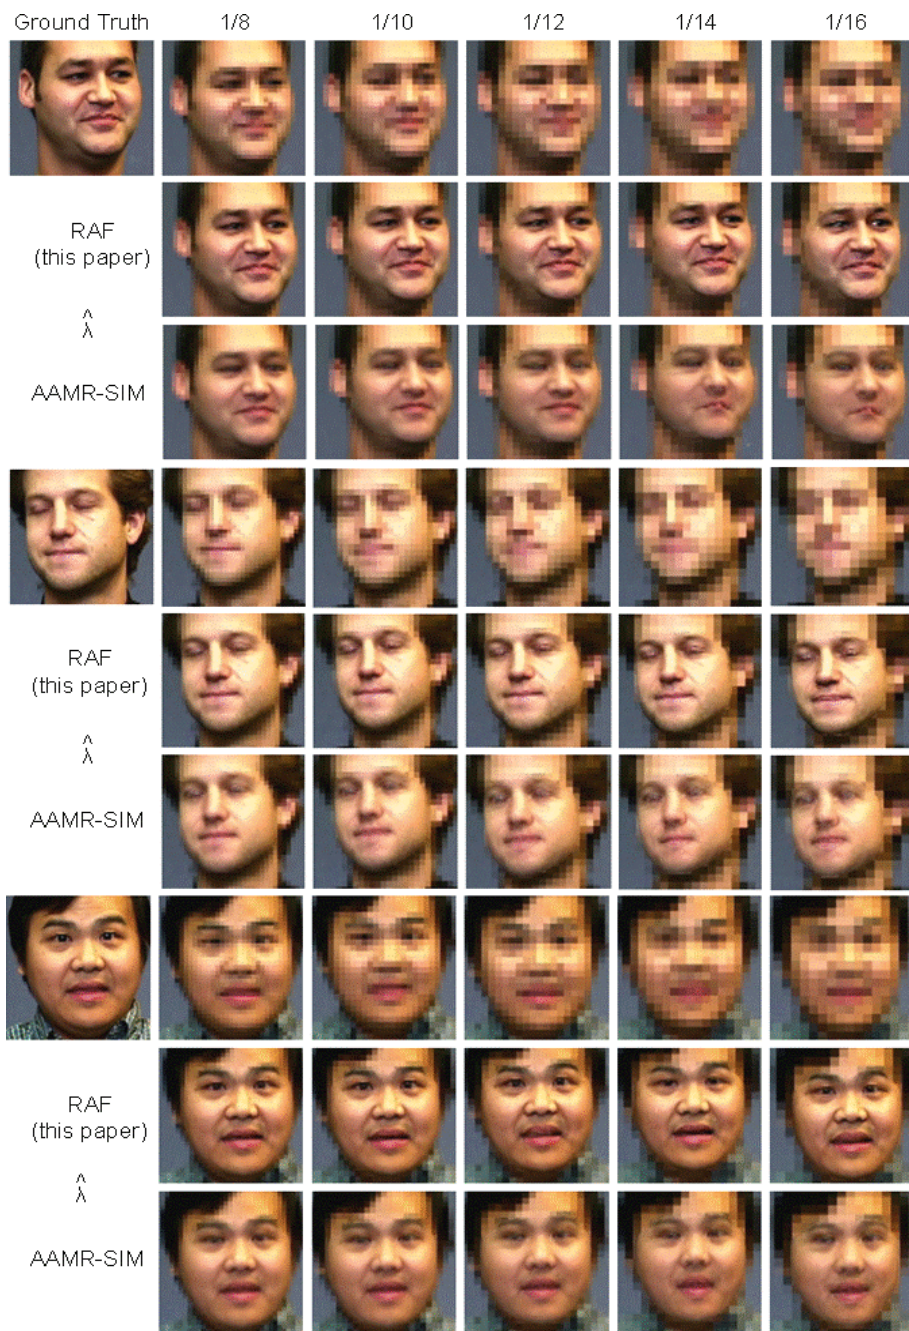 Ground Truth 1/8 1/10 1/12 1/14 1/16
RAF
(this paper)
^
λ
AAMR-SIM
RAF
(this paper)
^
λ
AAMR-SIM
RAF
(this paper)
^
λ
AAMR-SIM